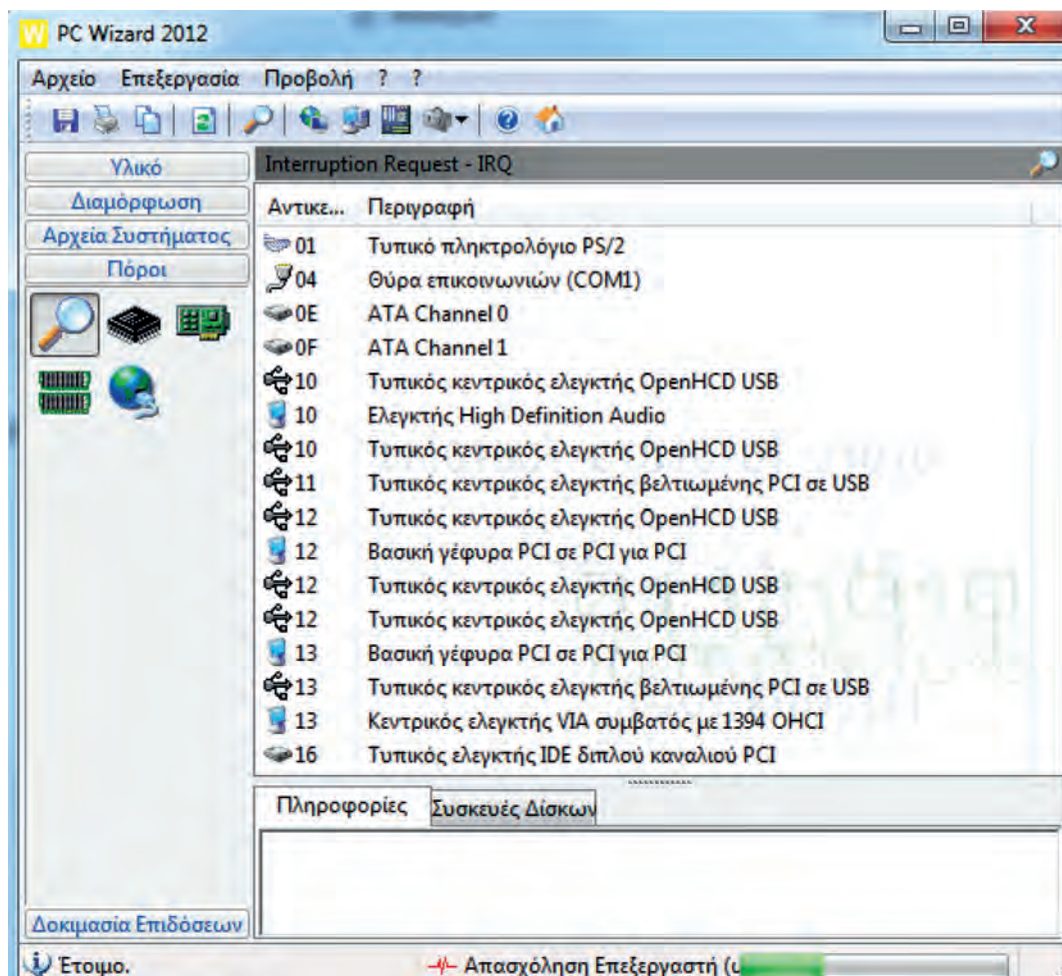 PC Wizard 2012
Αρχείο Επεξεργασία Προβολή ? ?
Υλικό
Διαμόρφωση
Αρχεία Συστήματος
Πόροι
Δοκιμασία Επιδόσεων
Interruption Request - IRQ
Αντικε... Περιγραφή
01 Τυπικό πληκτρολόγιο PS/2
04 Θύρα επικοινωνιών (COM1)
0E ATA Channel 0
0F ATA Channel 1
10 Τυπικός κεντρικός ελεγκτής OpenHCD USB
10 Ελεγκτής High Definition Audio
10 Τυπικός κεντρικός ελεγκτής OpenHCD USB
11 Τυπικός κεντρικός ελεγκτής βελτιωμένης PCI σε USB
12 Τυπικός κεντρικός ελεγκτής OpenHCD USB
12 Βασική γέφυρα PCI σε PCI για PCI
12 Τυπικός κεντρικός ελεγκτής OpenHCD USB
12 Τυπικός κεντρικός ελεγκτής OpenHCD USB
13 Βασική γέφυρα PCI σε PCI για PCI
13 Τυπικός κεντρικός ελεγκτής βελτιωμένης PCI σε USB
13 Κεντρικός ελεγκτής VIA συμβατός με 1394 OHCI
16 Τυπικός ελεγκτής IDE διπλού καναλιού PCI
Πληροφορίες Συσκευές Δίσκων
Έτοιμο. Απασχόληση Επεξεργαστή (